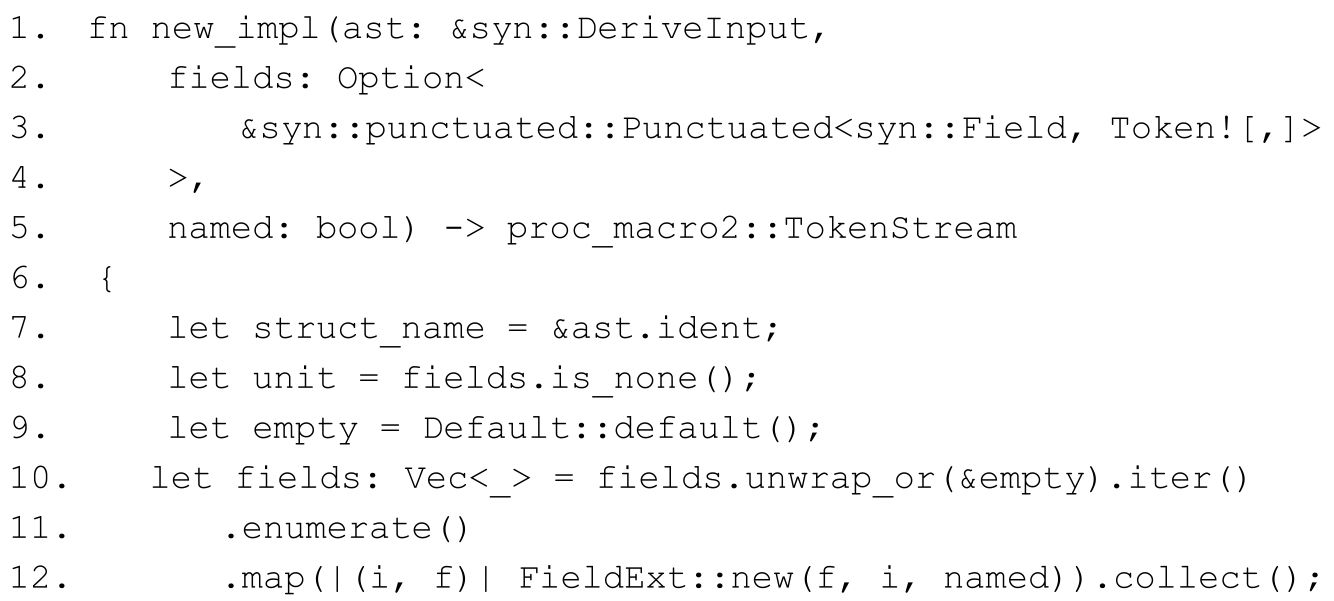 1. fn new_impl(ast: &syn::DeriveInput,
2. fields: Option<
3. &syn::punctuated::Punctuated<syn::Field, Token![,]>
4. >,
5. named: bool) -> proc_macro2::TokenStream
6. {
7. let struct_name = &ast.ident;
8. let unit = fields.is_none();
9. let empty = Default::default();
10. let fields: Vec<_> = fields.unwrap_or(&empty).iter()
11. .enumerate()
12. .map(|(i, f)| FieldExt::new(f, i, named)).collect();